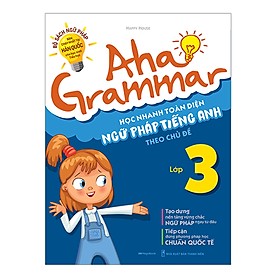 BỘ SÁCH NGỮ PHÁP
HÀN QUỐC
Aha
Grammar
HỌC NHANH TOÀN DIỆN
NGỮ PHÁP TIẾNG ANH
THEO CHỦ ĐỀ
Lớp 3
Tạo dựng
nền tảng vững chắc
NGỮ PHÁP ngay từ đầu
Tiếp cận
đúng phương pháp học
CHUẨN QUỐC TẾ